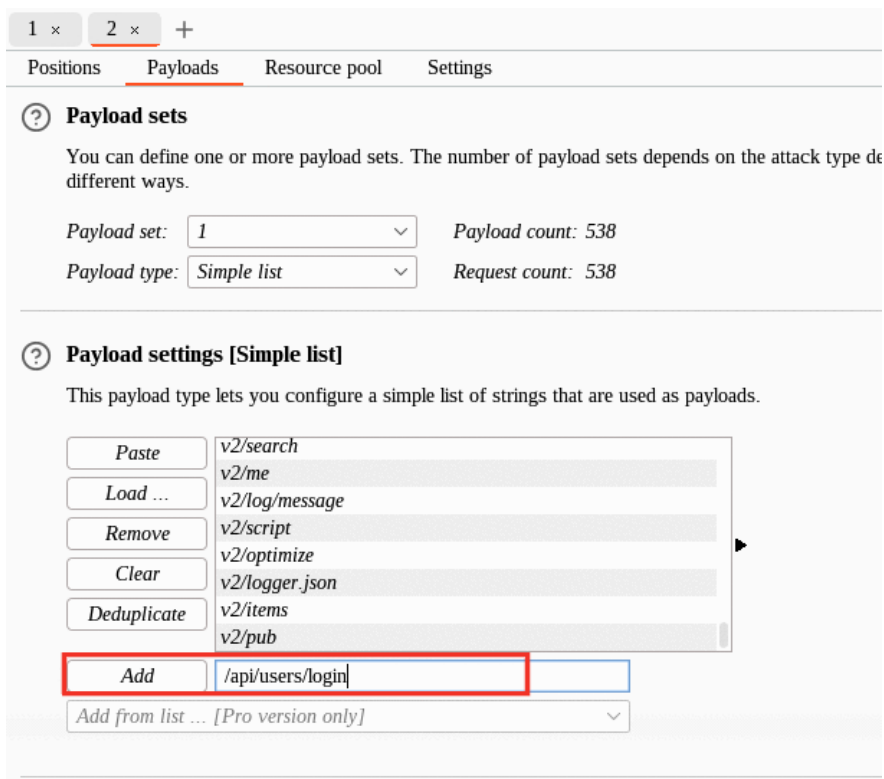 1 × 2 × +
Positions Payloads Resource pool Settings
? Payload sets
You can define one or more payload sets. The number of payload sets depends on the attack type de
different ways.
Payload set: 1 Payload count: 538
Payload type: Simple list Request count: 538
? Payload settings [Simple list]
This payload type lets you configure a simple list of strings that are used as payloads.
Paste
Load ...
Remove
Clear
Deduplicate
v2/search
v2/me
v2/log/message
v2/script
v2/optimize
v2/logger.json
v2/items
v2/pub
Add /api/users/login
Add from list ... [Pro version only]